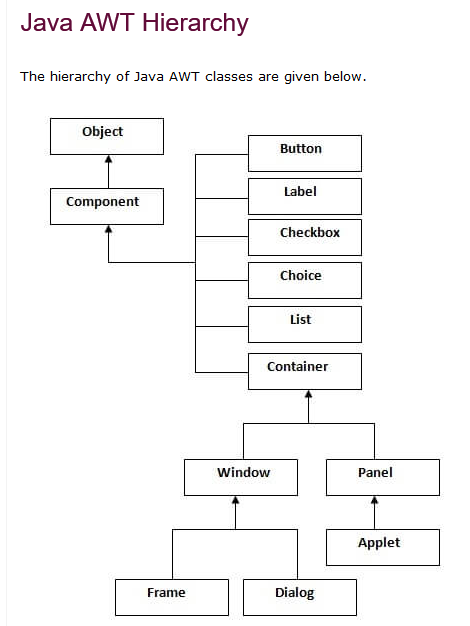 Java AWT Hierarchy
The hierarchy of Java AWT classes are given below.
Object
Button
Component
Label
Checkbox
Choice
List
Container
Window
Panel
Applet
Frame
Dialog